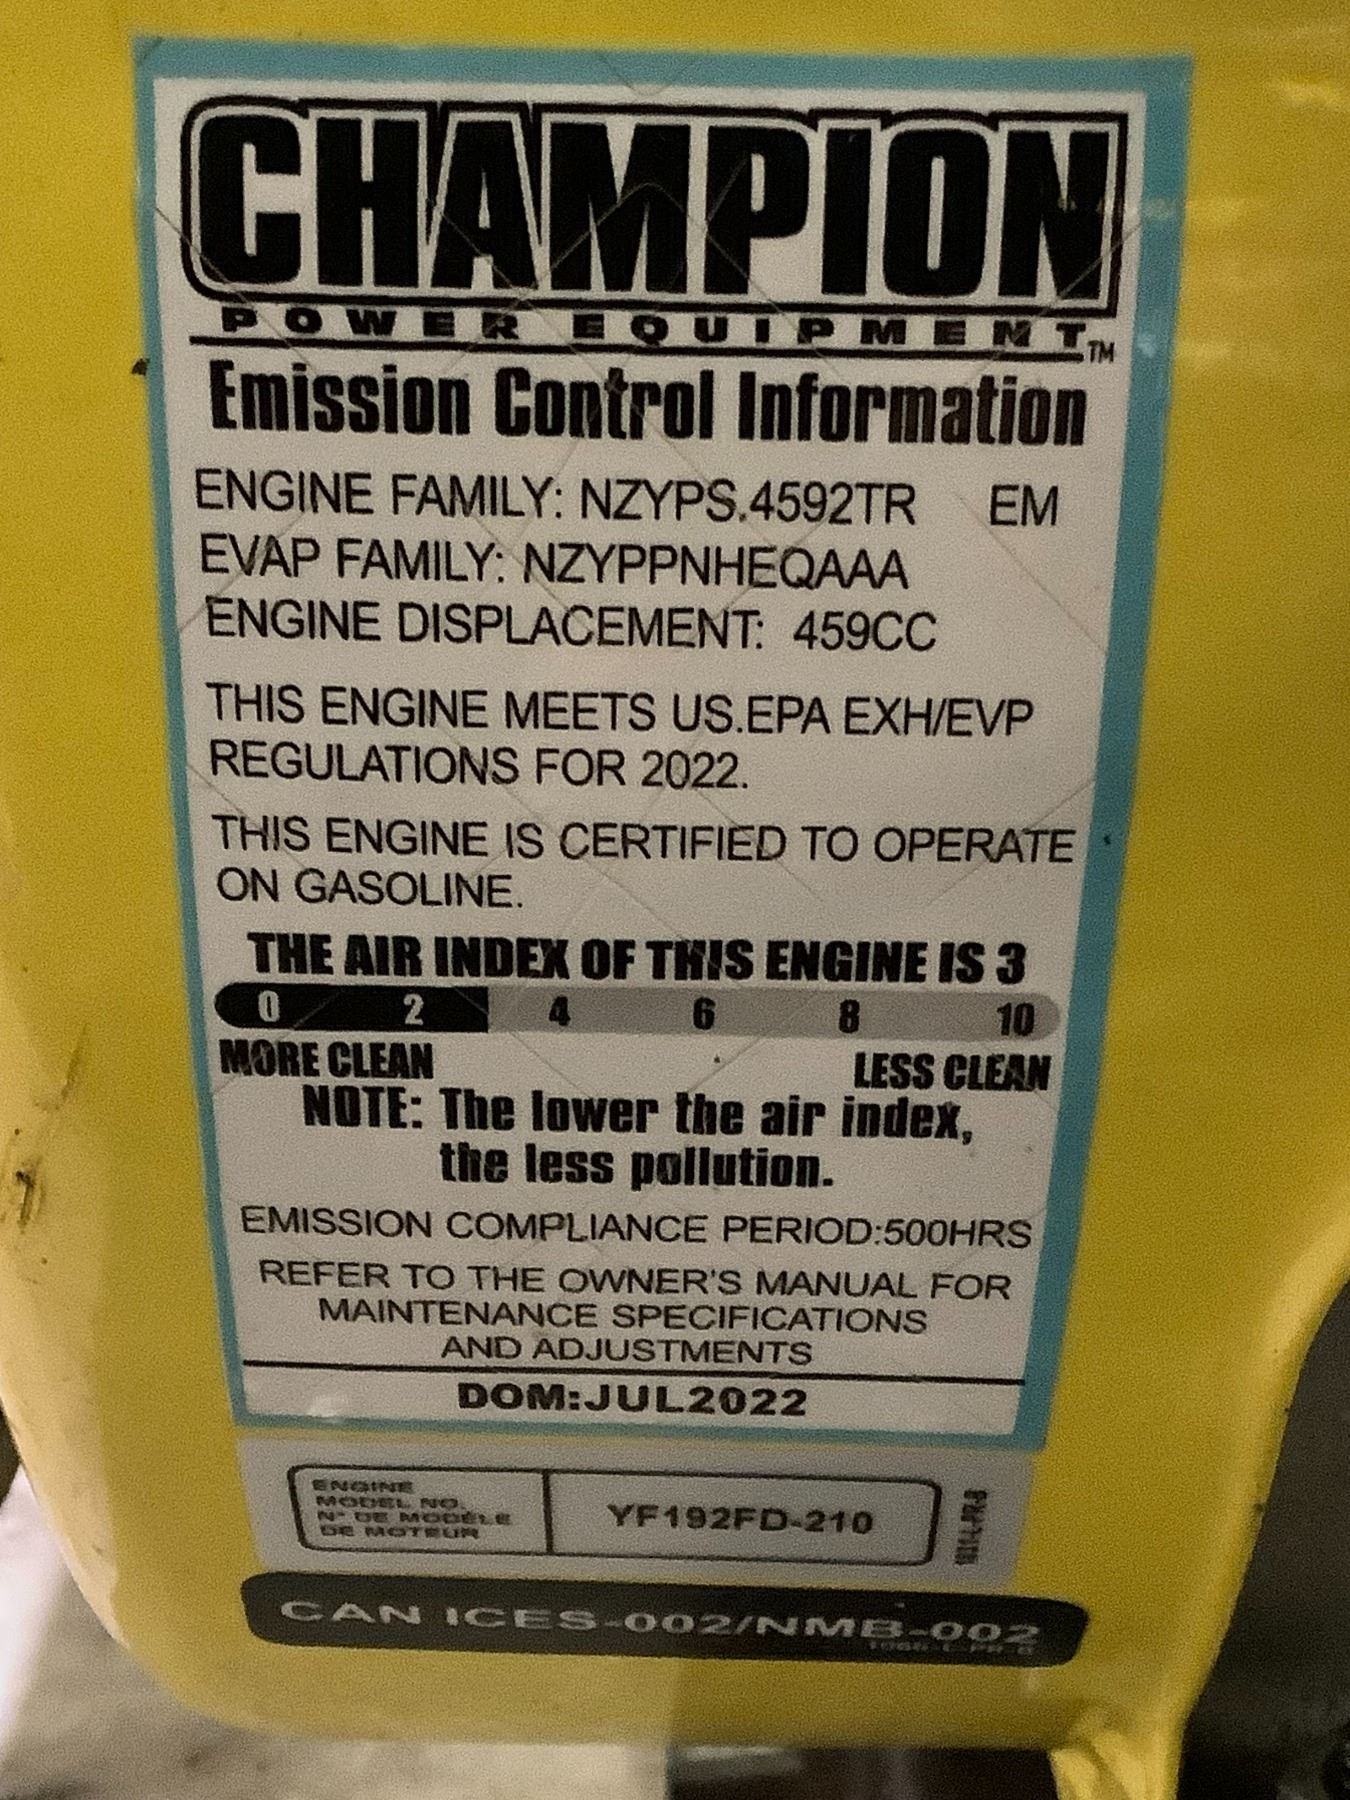 CHAMPION
POWER EQUIPMENT™
Emission Control Information
ENGINE FAMILY: NZYPS.4592TR EM
EVAP FAMILY: NZYPPNHEQAAA
ENGINE DISPLACEMENT: 459CC
THIS ENGINE MEETS US.EPA EXH/EVP
REGULATIONS FOR 2022.
THIS ENGINE IS CERTIFIED TO OPERATE
ON GASOLINE.
THE AIR INDEX OF THIS ENGINE IS 3
0 2 4 6 8 10
MORE CLEAN LESS CLEAN
NOTE: The lower the air index,
the less pollution.
EMISSION COMPLIANCE PERIOD:500HRS
REFER TO THE OWNER'S MANUAL FOR
MAINTENANCE SPECIFICATIONS
AND ADJUSTMENTS
DOM:JUL2022
ENGINE
MODEL NO.
N° DE MODÈLE
DE MOTEUR
YF192FD-210
CAN ICES-002/NMB-002